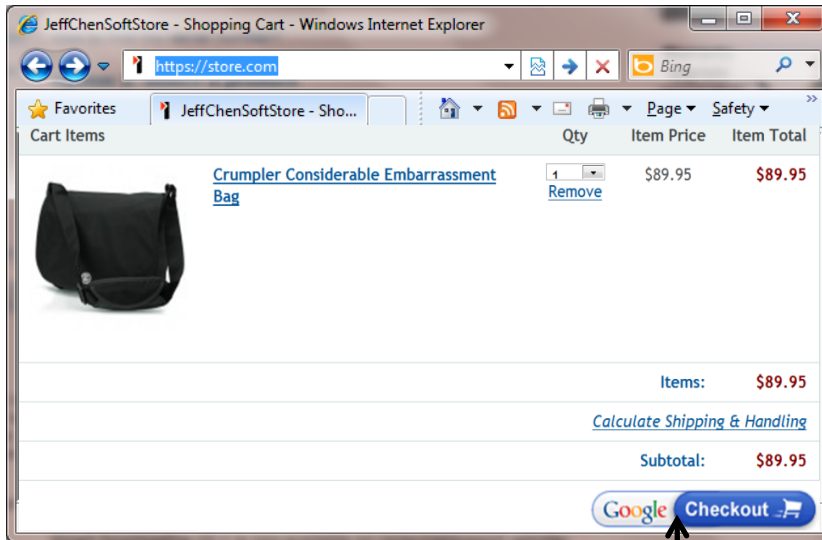 JeffChenSoftStore - Shopping Cart - Windows Internet Explorer
https://store.com
Bing
Favorites
JeffChenSoftStore - Sho...
Page
Safety
Cart Items Qty Item Price Item Total
Crumpler Considerable Embarrassment
Bag
1
Remove
$89.95
$89.95
Items: $89.95
Calculate Shipping & Handling
Subtotal: $89.95
Google Checkout